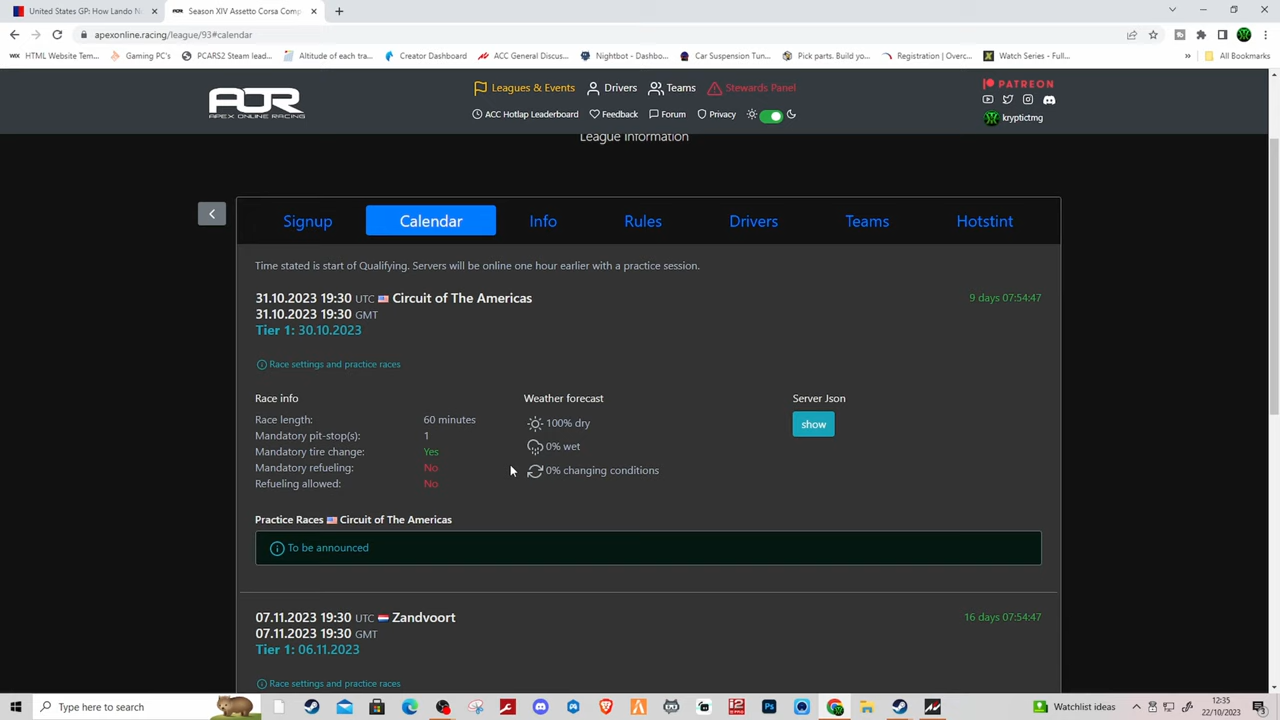 United States GP: How Lando N
Season XIV Assetto Corsa Comp
apexonline.racing/league/93#calendar
WIX HTML Website Tem...
Gaming PC's
PCARS2 Steam lead...
Altitude of each tra...
Creator Dashboard
ACC General Discus...
Nightbot - Dashbo...
Car Suspension Tun...
Pick parts. Build yo...
Registration | Overc...
Watch Series - Full...
All Bookmarks
AOR
APEX ONLINE RACING
Leagues & Events
Drivers
Teams
Stewards Panel
PATREON
ACC Hotlap Leaderboard
Feedback
Forum
Privacy
kryptictmg
League Information
Signup
Calendar
Info
Rules
Drivers
Teams
Hotstint
Time stated is start of Qualifying. Servers will be online one hour earlier with a practice session.
31.10.2023 19:30 UTC Circuit of The Americas
9 days 07:54:47
31.10.2023 19:30 GMT
Tier 1: 30.10.2023
Race settings and practice races
Race info
Weather forecast
Server Json
Race length: 60 minutes
100% dry
show
Mandatory pit-stop(s): 1
0% wet
Mandatory tire change: Yes
Mandatory refueling: No
0% changing conditions
Refueling allowed: No
Practice Races Circuit of The Americas
To be announced
07.11.2023 19:30 UTC Zandvoort
16 days 07:54:47
07.11.2023 19:30 GMT
Tier 1: 06.11.2023
Race settings and practice races
Type here to search
Watchlist ideas
12:35
22/10/2023